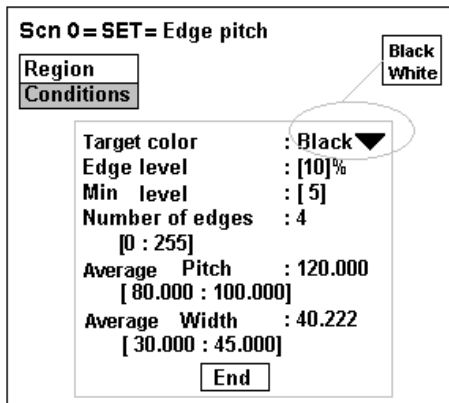 Scn 0=SET= Edge pitch
Black
White
Region
Conditions
Target color : Black
Edge level : [10]%
Min level : [ 5]
Number of edges : 4
[0 : 255]
Average Pitch : 120.000
[ 80.000 : 100.000]
Average Width : 40.222
[ 30.000 : 45.000]
End